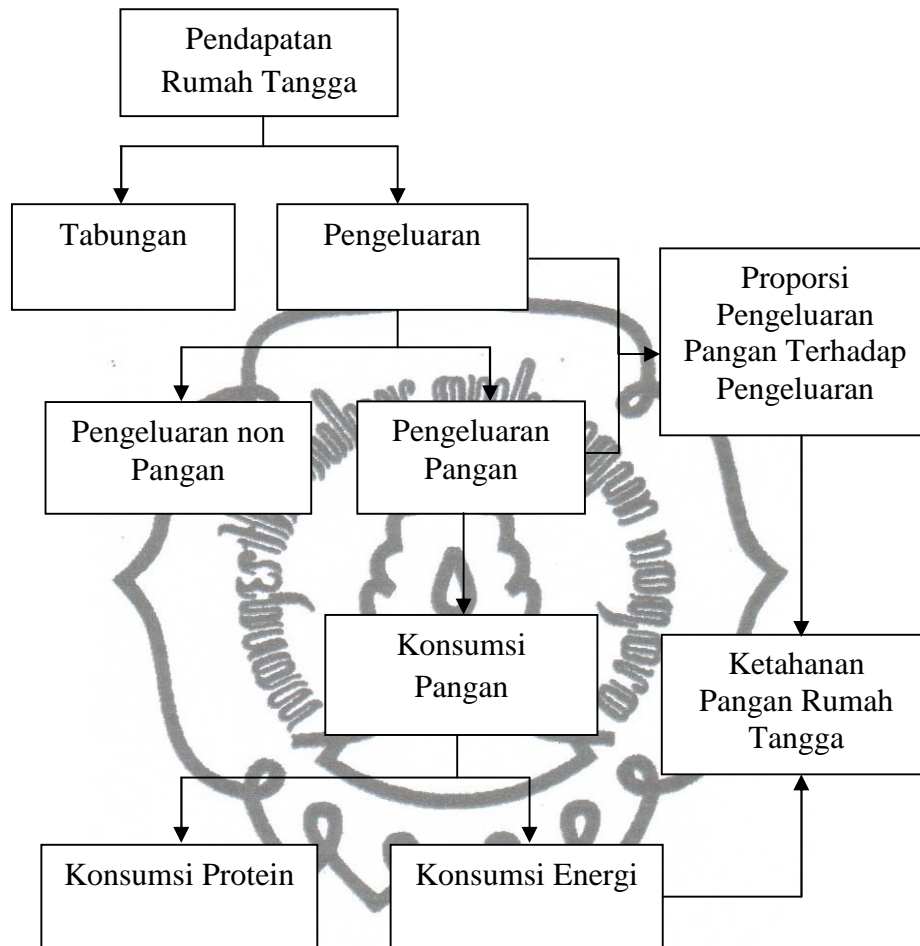 Pendapatan
Rumah Tangga
Tabungan
Pengeluaran
Proporsi
Pengeluaran
Pangan Terhadap
Pengeluaran
Pengeluaran non
Pangan
Pengeluaran
Pangan
Konsumsi
Pangan
Ketahanan
Pangan Rumah
Tangga
Konsumsi Protein
Konsumsi Energi